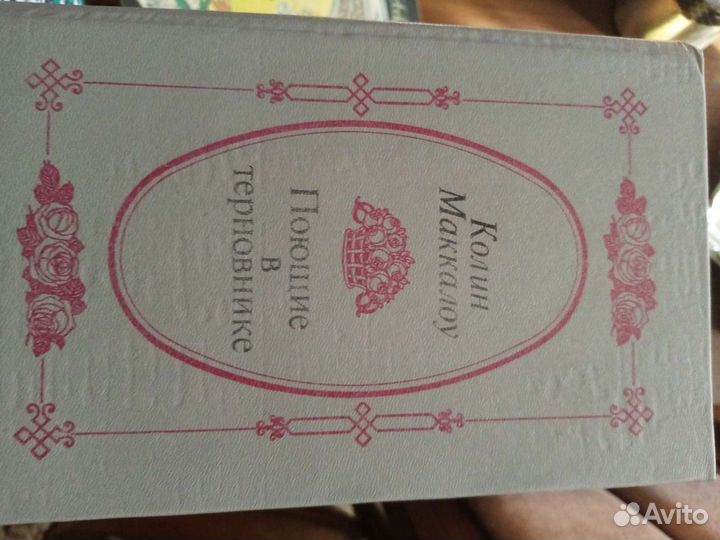 Колин
Маккалоу
Поющие
в
терновнике
Avito